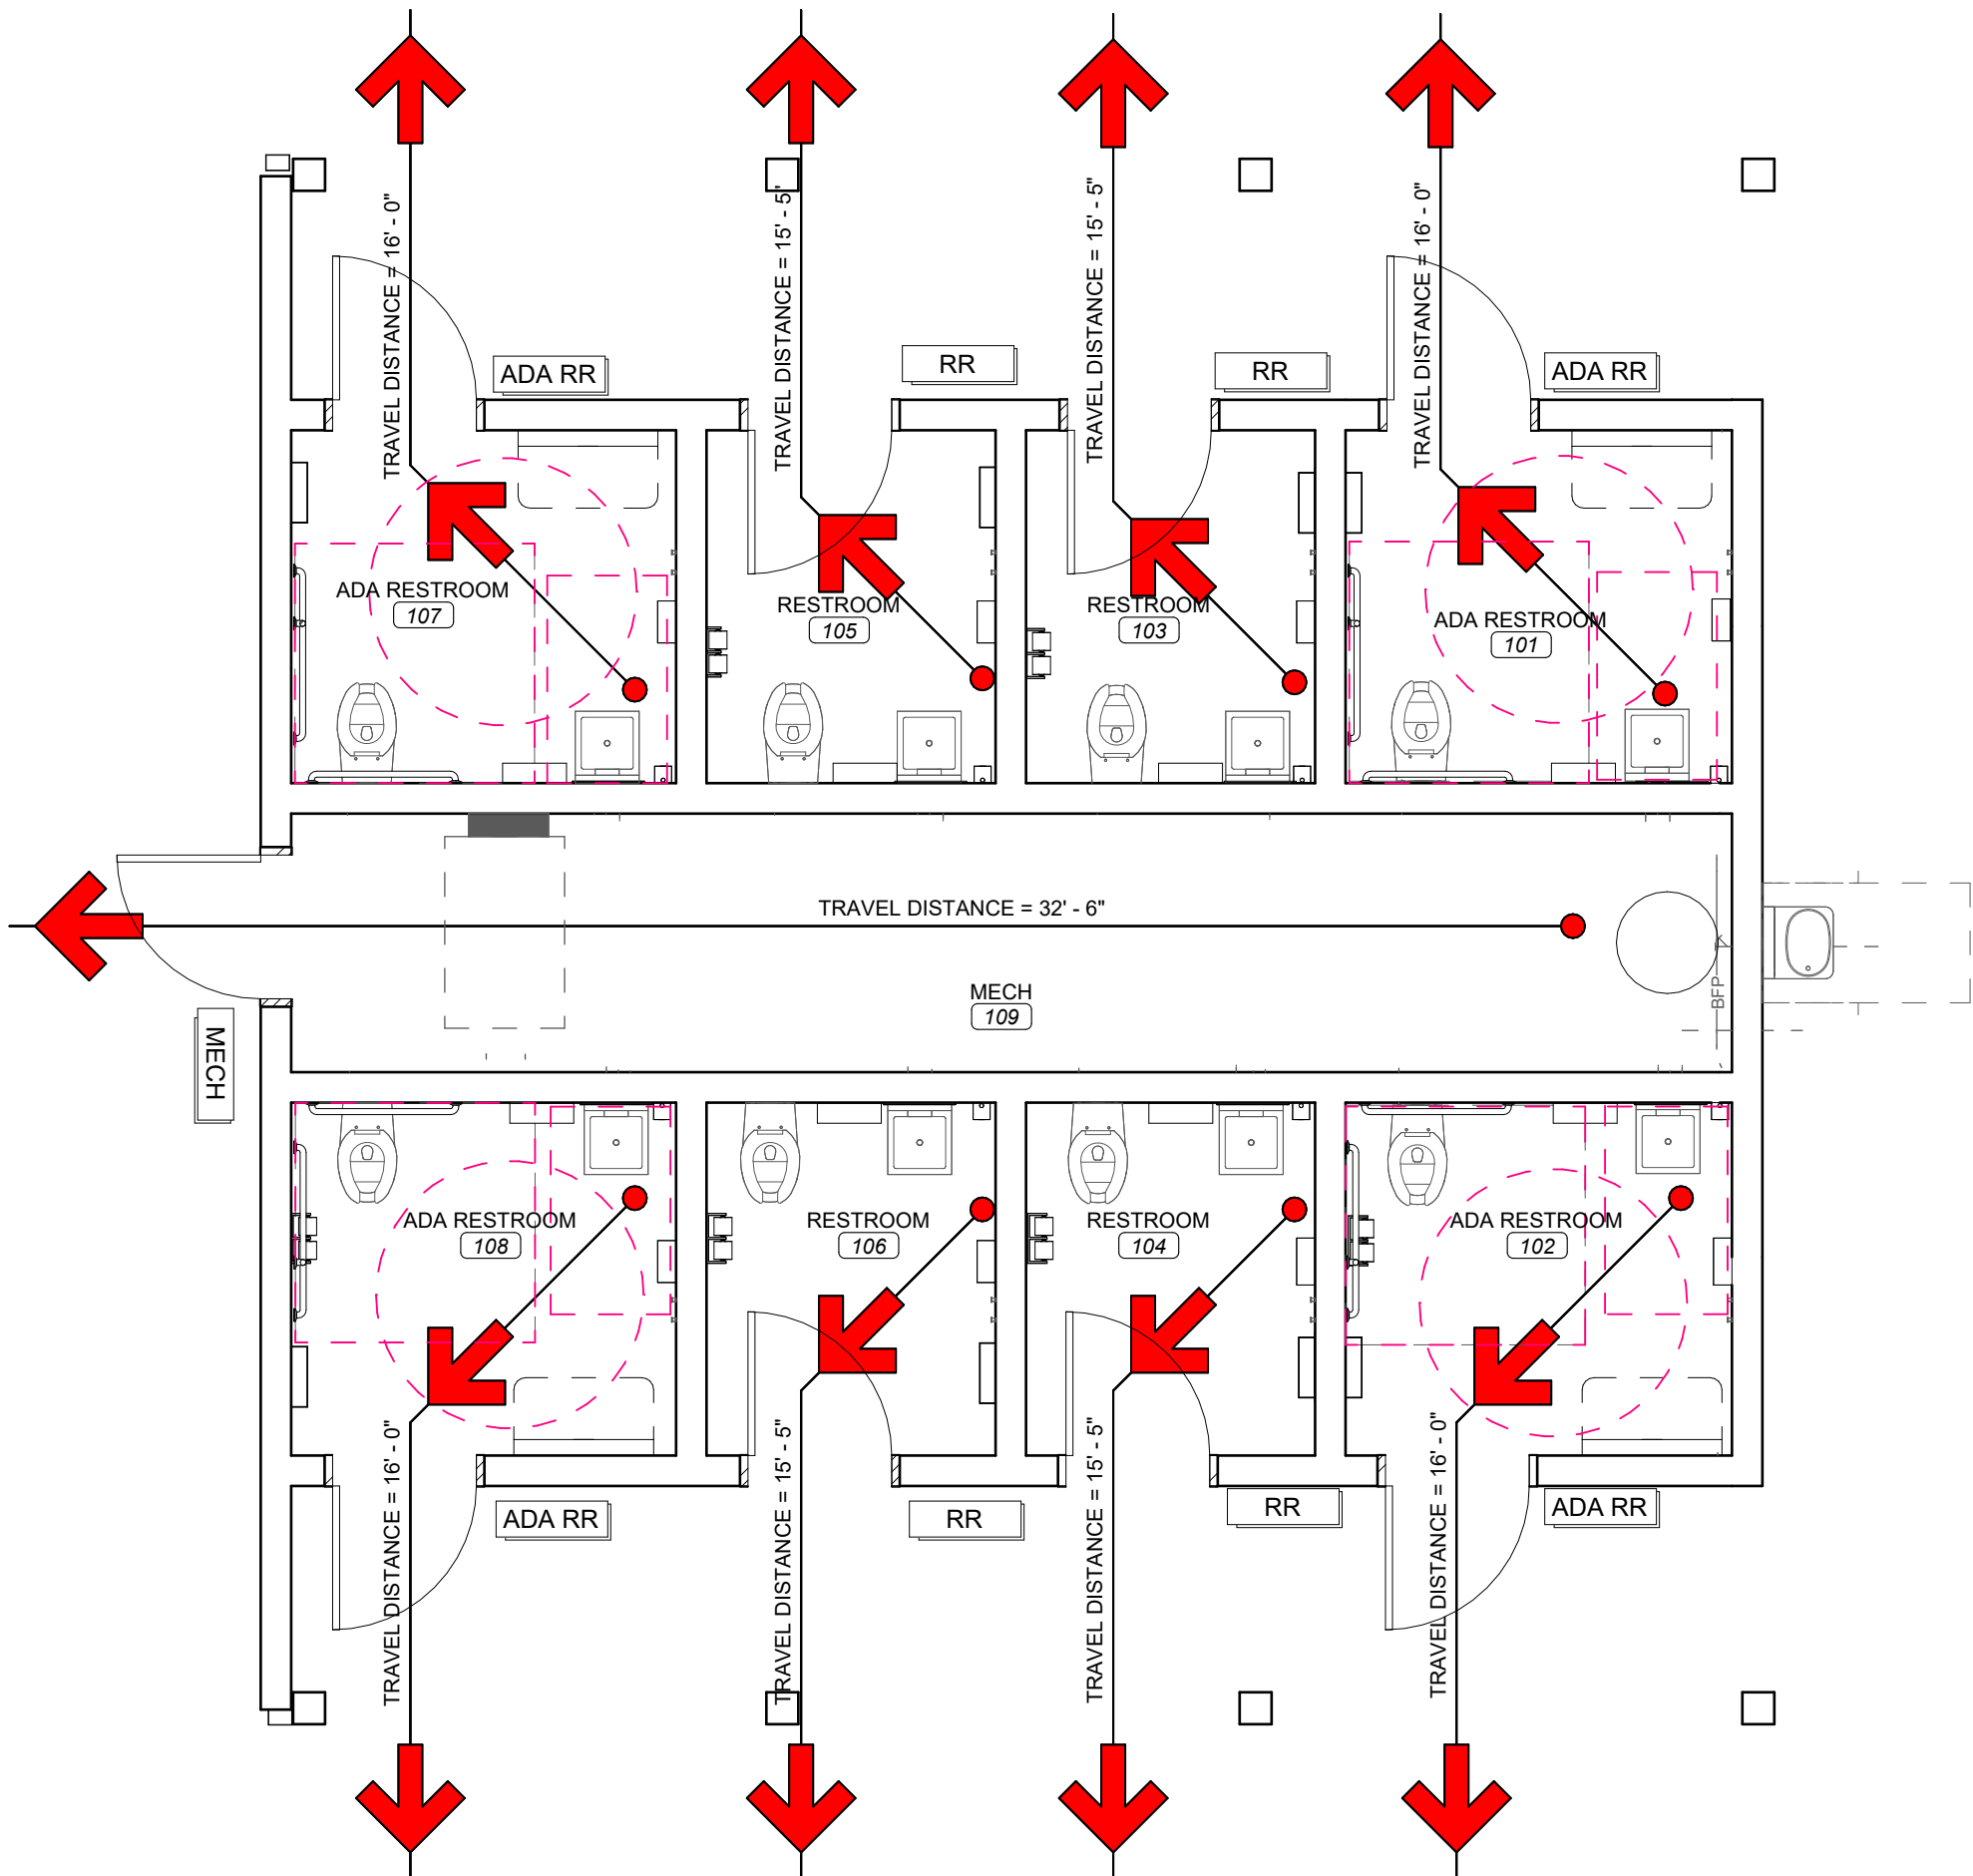 TRAVEL DISTANCE = 16' - 0"
TRAVEL DISTANCE = 15' - 5"
TRAVEL DISTANCE = 15' - 5"
TRAVEL DISTANCE = 16' - 0"
ADA RR
RR
RR
ADA RR
ADA RESTROOM
107
RESTROOM
105
RESTROOM
103
ADA RESTROOM
101
TRAVEL DISTANCE = 32' - 6"
MECH
109
BFP
MECH
ADA RESTROOM
108
RESTROOM
106
RESTROOM
104
ADA RESTROOM
102
TRAVEL DISTANCE = 16' - 0"
TRAVEL DISTANCE = 15' - 5"
TRAVEL DISTANCE = 15' - 5"
TRAVEL DISTANCE = 16' - 0"
ADA RR
RR
RR
ADA RR